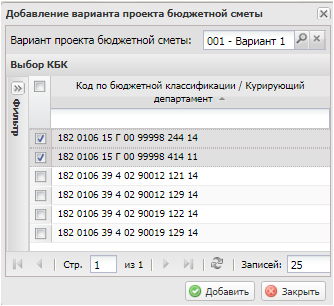 Добавление варианта проекта бюджетной сметы
Вариант проекта бюджетной сметы: 001 - Вариант 1
Выбор КБК
Фильтр
Код по бюджетной классификации / Курирующий
департамент
182 0106 15 Г 00 99998 244 14
182 0106 15 Г 00 99998 414 11
182 0106 39 4 02 90012 121 14
182 0106 39 4 02 90012 129 14
182 0106 39 4 02 90019 122 14
182 0106 39 4 02 90019 129 14
Стр. 1 из 1 Записей: 25
Добавить Закрыть